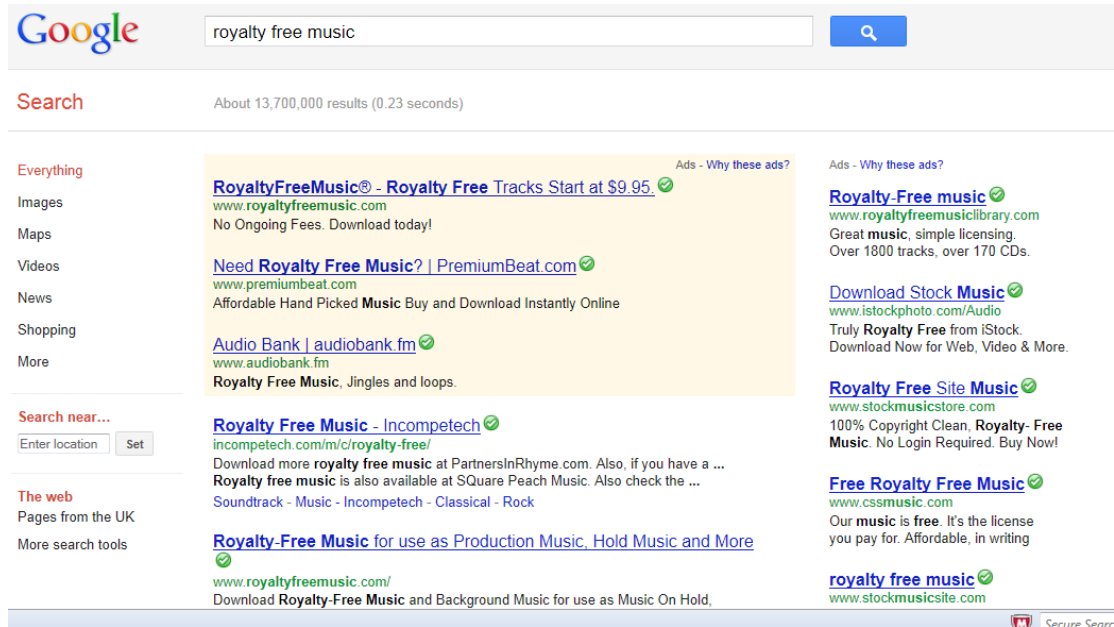 Google
royalty free music
Search
About 13,700,000 results (0.23 seconds)
Everything
Images
Maps
Videos
News
Shopping
More
Search near...
Enter location Set
The web
Pages from the UK
More search tools
Ads - Why these ads?
RoyaltyFreeMusic® - Royalty Free Tracks Start at $9.95.
www.royaltyfreemusic.com
No Ongoing Fees. Download today!
Need Royalty Free Music? | PremiumBeat.com
www.premiumbeat.com
Affordable Hand Picked Music Buy and Download Instantly Online
Audio Bank | audiobank.fm
www.audiobank.fm
Royalty Free Music, Jingles and loops.
Royalty Free Music - Incompetech
incompetech.com/m/c/royalty-free/
Download more royalty free music at PartnersInRhyme.com. Also, if you have a ...
Royalty free music is also available at SQuare Peach Music. Also check the ...
Soundtrack - Music - Incompetech - Classical - Rock
Royalty-Free Music for use as Production Music, Hold Music and More
www.royaltyfreemusic.com/
Download Royalty-Free Music and Background Music for use as Music On Hold,
Ads - Why these ads?
Royalty-Free music
www.royaltyfreemusiclibrary.com
Great music, simple licensing.
Over 1800 tracks, over 170 CDs.
Download Stock Music
www.istockphoto.com/Audio
Truly Royalty Free from iStock.
Download Now for Web, Video & More.
Royalty Free Site Music
www.stockmusicstore.com
100% Copyright Clean, Royalty- Free
Music. No Login Required. Buy Now!
Free Royalty Free Music
www.cssmusic.com
Our music is free. It's the license
you pay for. Affordable, in writing
royalty free music
www.stockmusicsite.com
Secure Searc